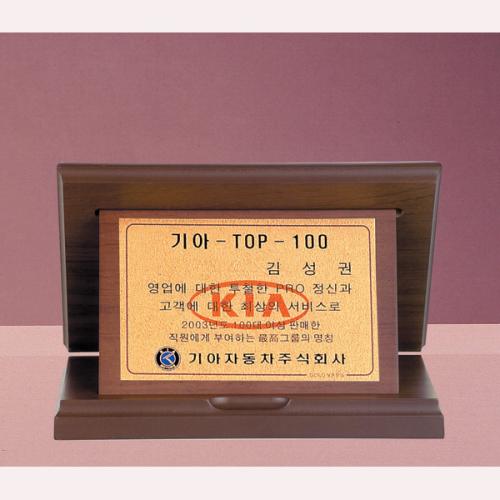 기아 - TOP - 100
김 성 권
영업에 대한 투철한 PRO 정신과
고객에 대한 최상의 서비스로
KIA
2003년도 100대 이상 판매한
직원에게 부여하는 最高그룹의 명칭
기아자동차주식회사